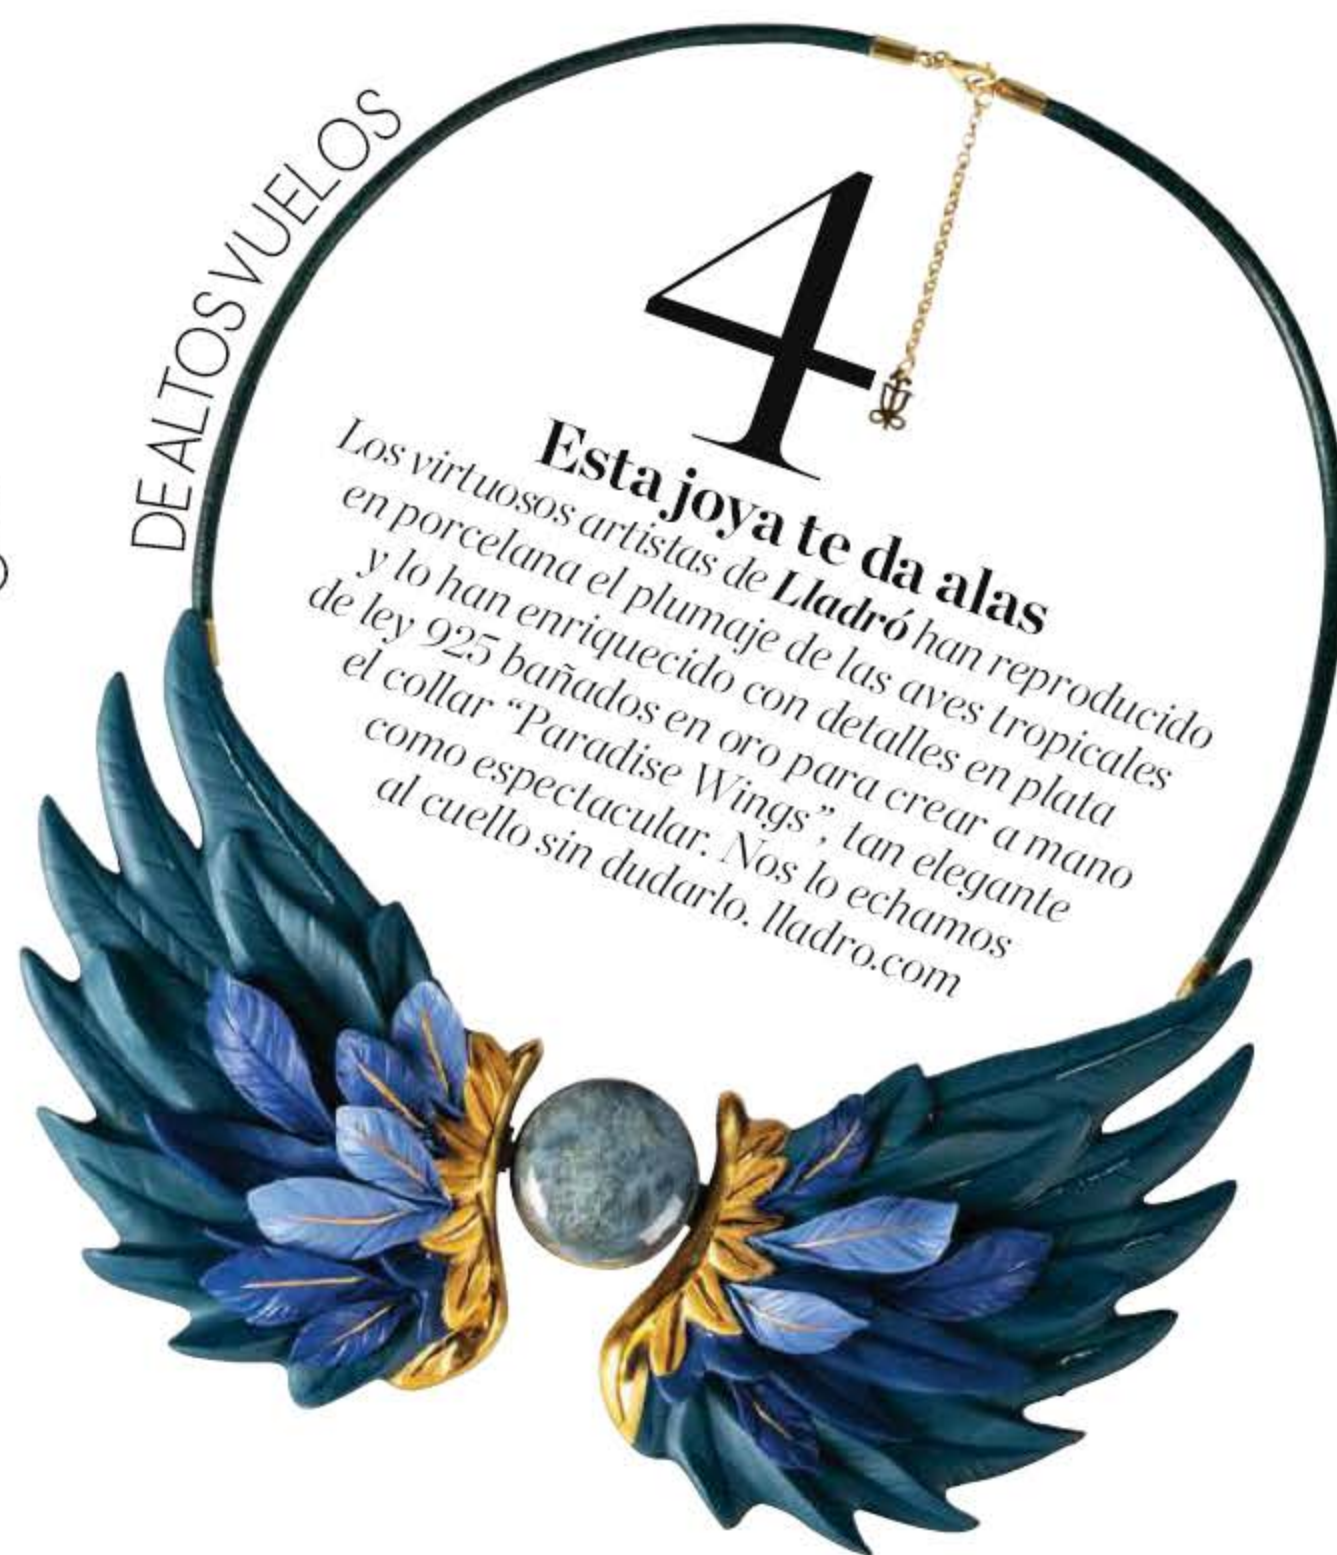 DE ALTOS VUELOS
4
Esta joya te da alas
Los virtuosos artistas de Lladró han reproducido
en porcelana el plumaje de las aves tropicales
y lo han enriquecido con detalles en plata
de ley 925 bañados en oro para crear a mano
el collar “Paradise Wings”, tan elegante
como espectacular. Nos lo echamos
al cuello sin dudarlo. lladro.com